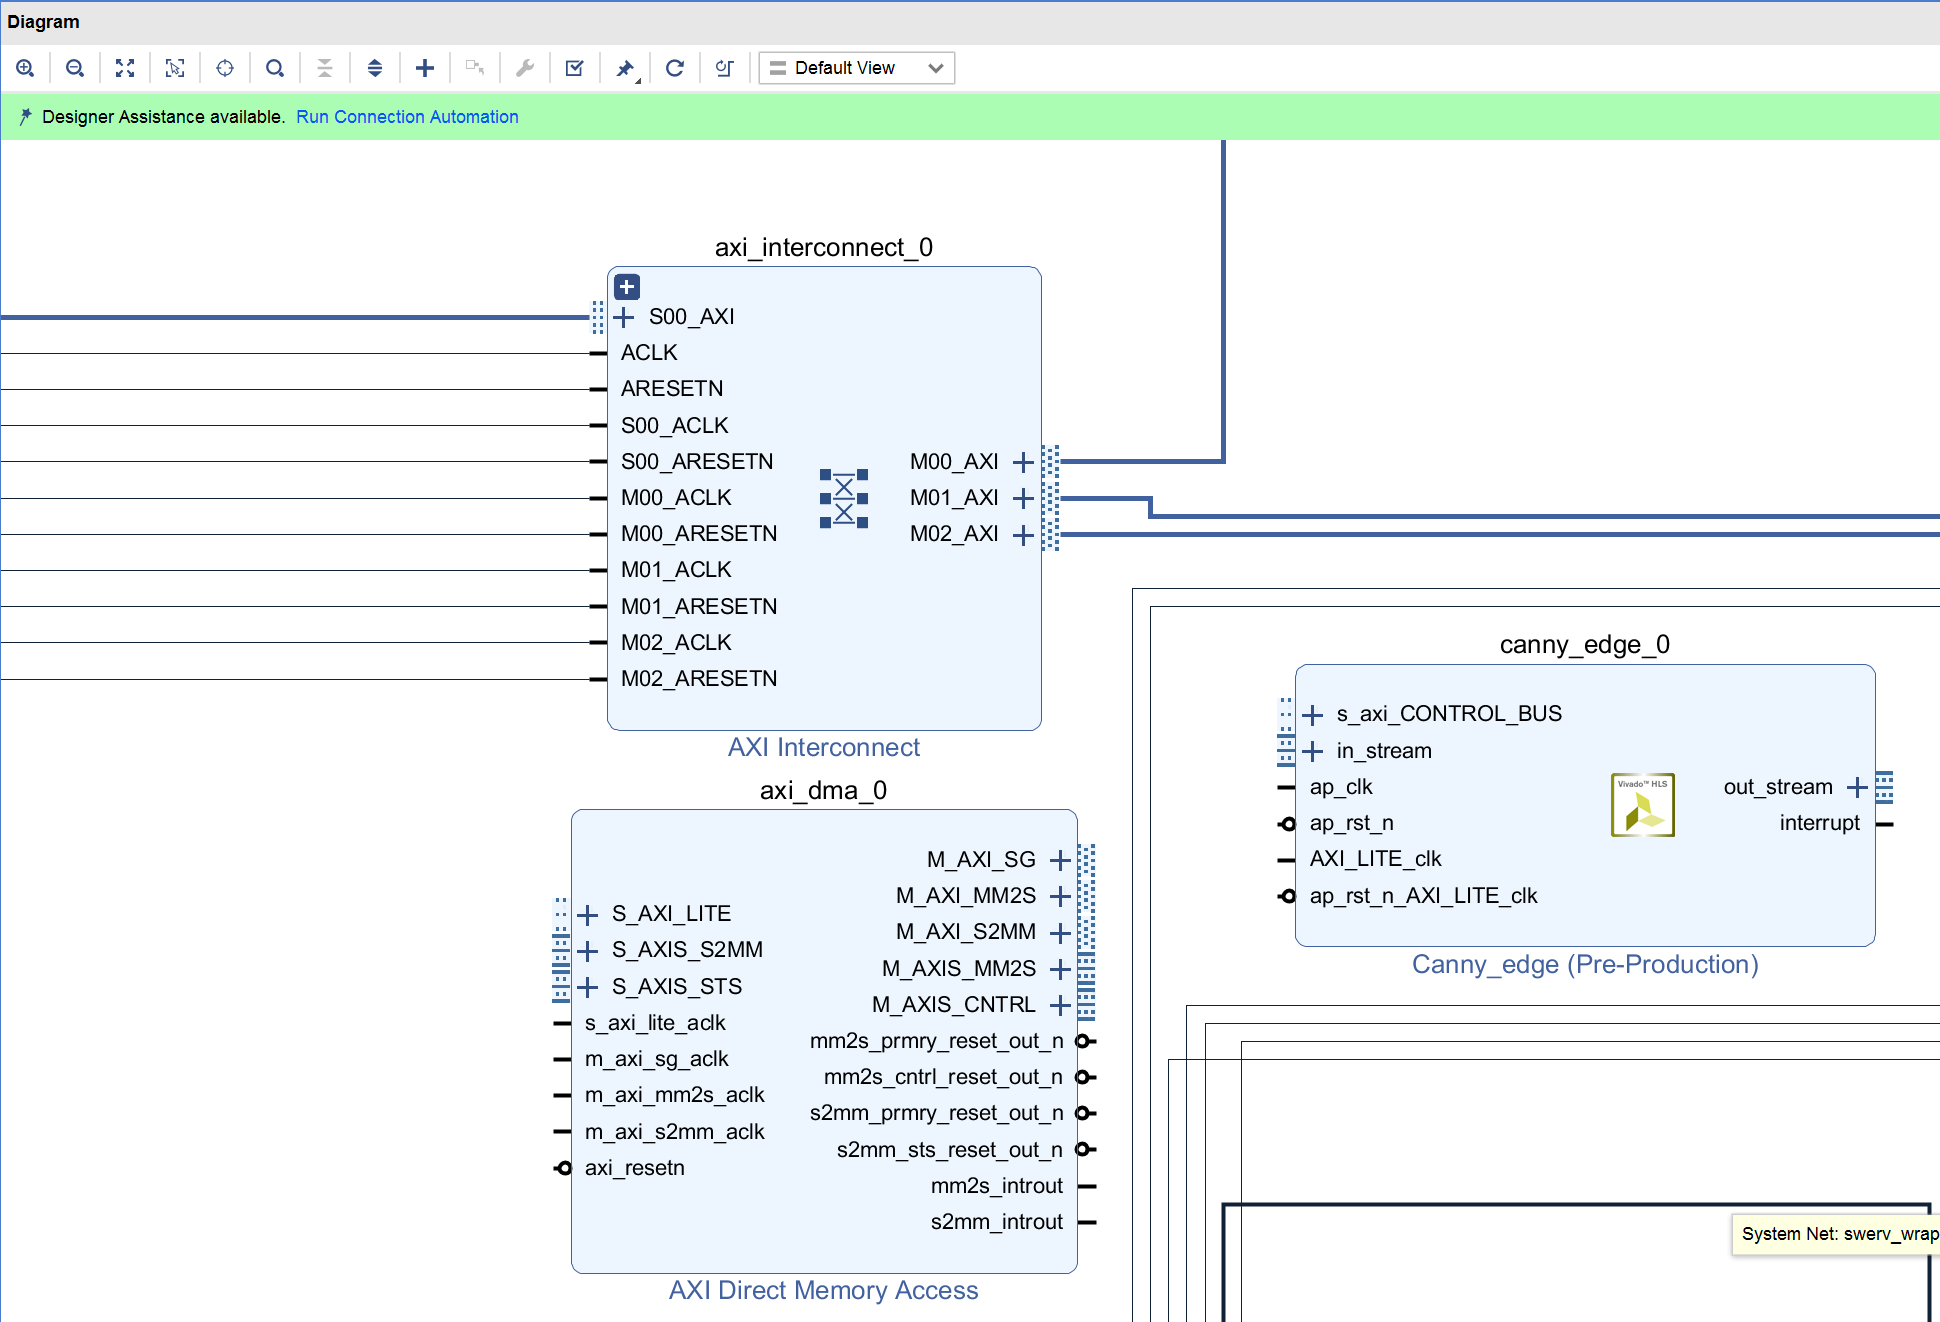 Diagram
Default View
Designer Assistance available. Run Connection Automation
axi_interconnect_0
S00_AXI
ACLK
ARESETN
S00_ACLK
S00_ARESETN
M00_ACLK
M00_ARESETN
M01_ACLK
M01_ARESETN
M02_ACLK
M02_ARESETN
M00_AXI
M01_AXI
M02_AXI
AXI Interconnect
axi_dma_0
S_AXI_LITE
S_AXIS_S2MM
S_AXIS_STS
s_axi_lite_aclk
m_axi_sg_aclk
m_axi_mm2s_aclk
m_axi_s2mm_aclk
axi_resetn
M_AXI_SG
M_AXI_MM2S
M_AXI_S2MM
M_AXIS_MM2S
M_AXIS_CNTRL
mm2s_prmry_reset_out_n
mm2s_cntrl_reset_out_n
s2mm_prmry_reset_out_n
s2mm_sts_reset_out_n
mm2s_introut
s2mm_introut
AXI Direct Memory Access
canny_edge_0
s_axi_CONTROL_BUS
in_stream
ap_clk
ap_rst_n
AXI_LITE_clk
ap_rst_n_AXI_LITE_clk
Vivado™ HLS
out_stream
interrupt
Canny_edge (Pre-Production)
System Net: swerv_wrap